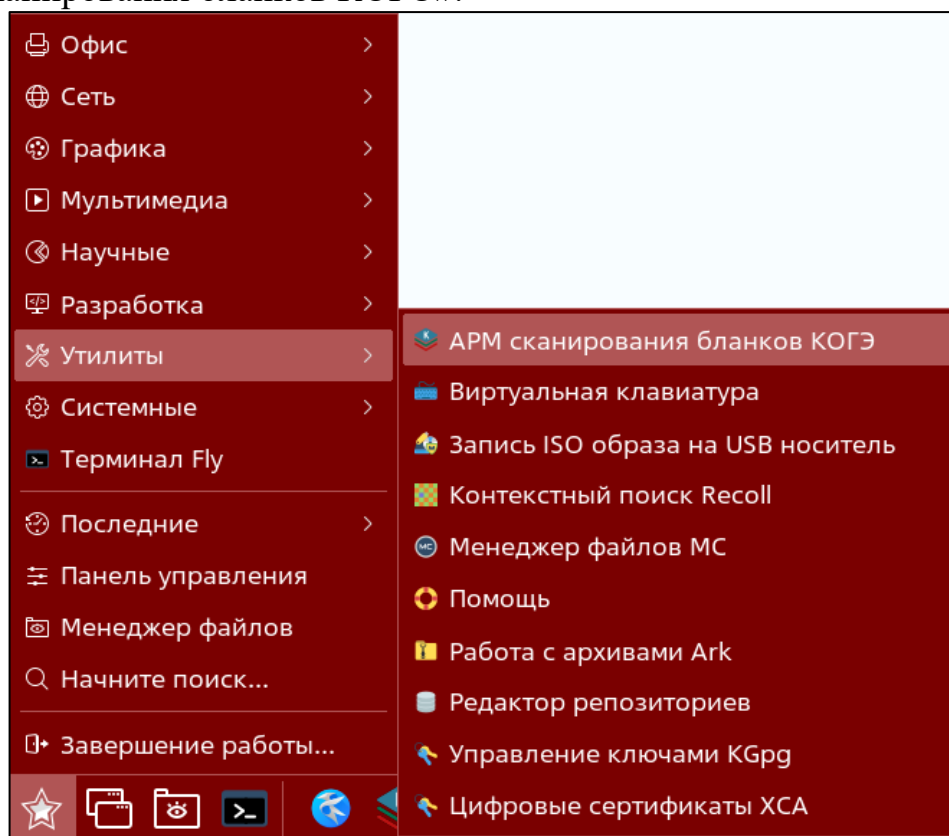 Офис
Сеть
Графика
Мультимедиа
Научные
Разработка
Утилиты
Системные
Терминал Fly
Последние
Панель управления
Менеджер файлов
Начните поиск...
Завершение работы...
АРМ сканирования бланков КОГЭ
Виртуальная клавиатура
Запись ISO образа на USB носитель
Контекстный поиск Recoll
Менеджер файлов MC
Помощь
Работа с архивами Ark
Редактор репозиториев
Управление ключами KGpg
Цифровые сертификаты XCA